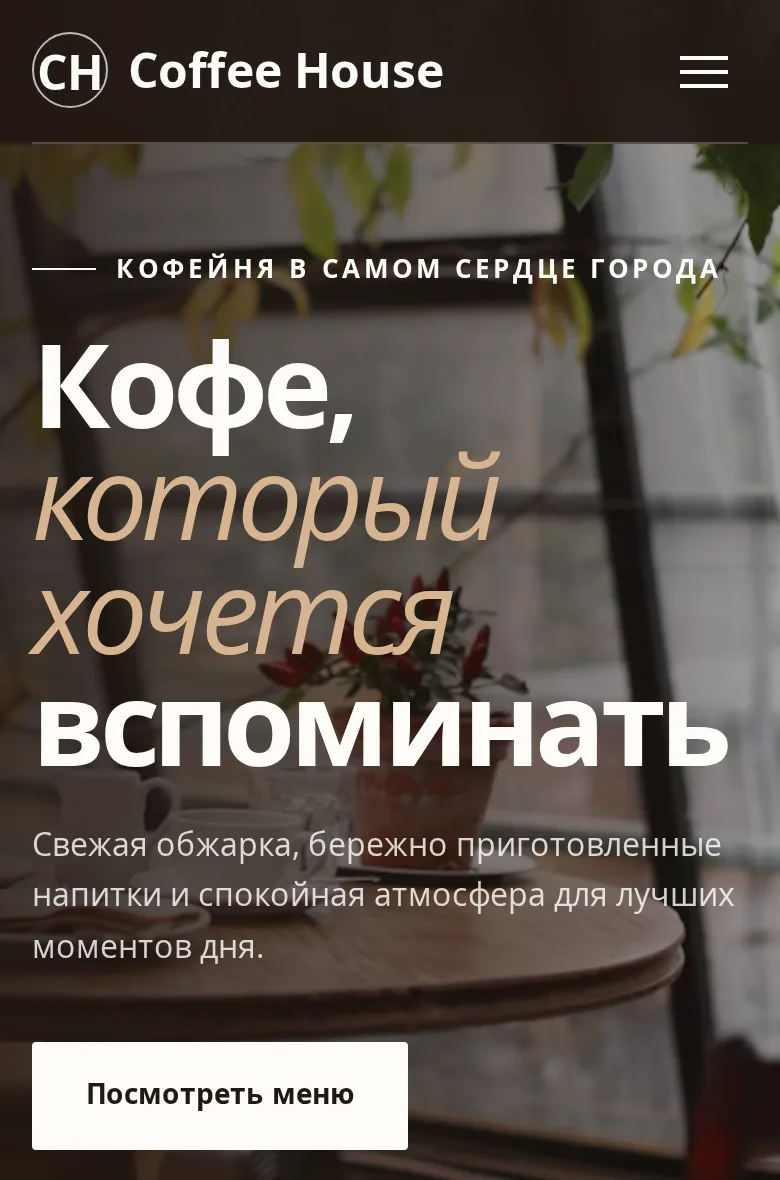 CH Coffee House
КОФЕЙНЯ В САМОМ СЕРДЦЕ ГОРОДА
Кофе,
который
хочется
вспоминать
Свежая обжарка, бережно приготовленные
напитки и спокойная атмосфера для лучших
моментов дня.
Посмотреть меню